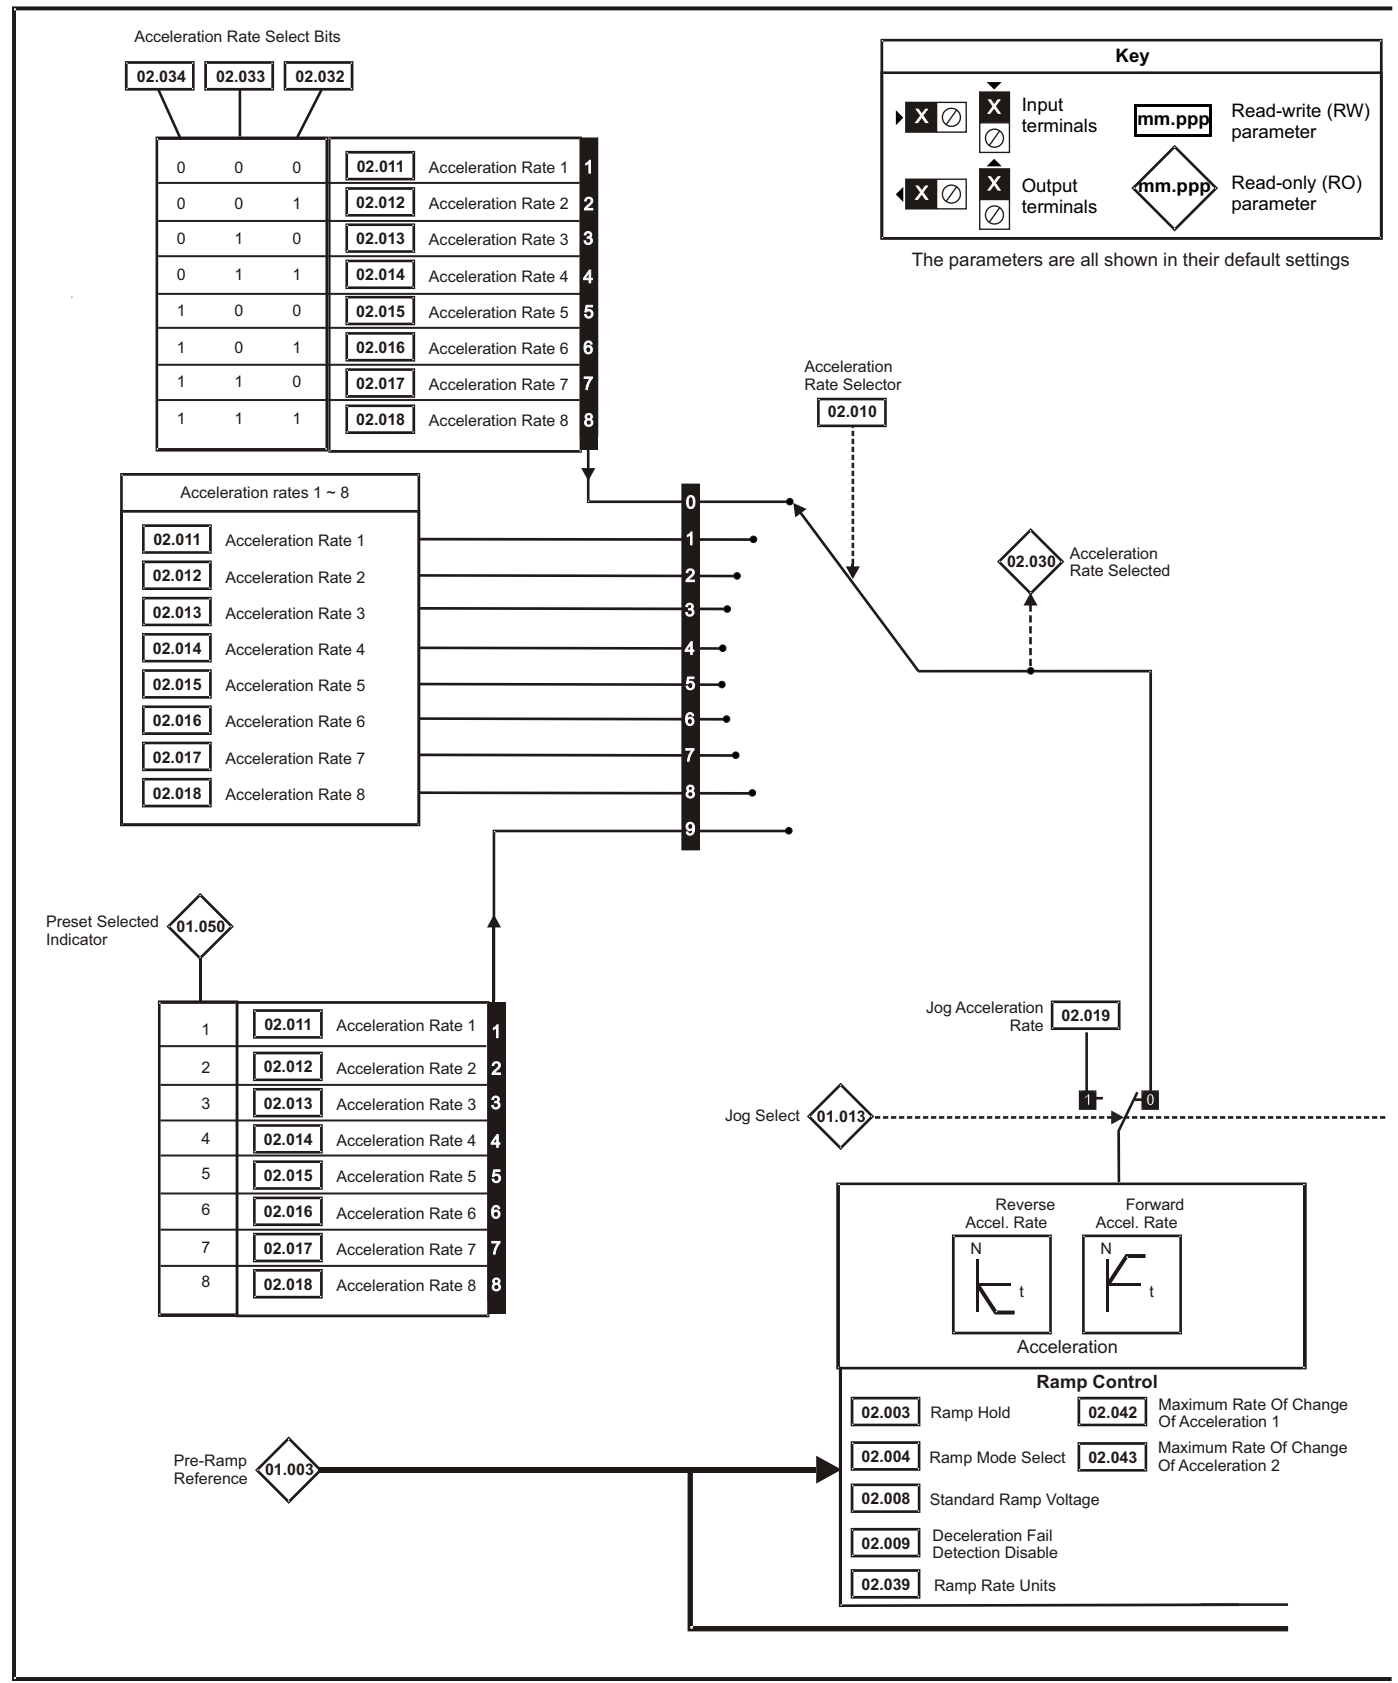 Acceleration Rate Select Bits
02.034 02.033 02.032
0 0 0 02.011 Acceleration Rate 1 1
0 0 1 02.012 Acceleration Rate 2 2
0 1 0 02.013 Acceleration Rate 3 3
0 1 1 02.014 Acceleration Rate 4 4
1 0 0 02.015 Acceleration Rate 5 5
1 0 1 02.016 Acceleration Rate 6 6
1 1 0 02.017 Acceleration Rate 7 7
1 1 1 02.018 Acceleration Rate 8 8
Key
X X Input
terminals
mm.ppp Read-write (RW)
parameter
X X Output
terminals
mm.ppp Read-only (RO)
parameter
The parameters are all shown in their default settings
Acceleration
Rate Selector
02.010
Acceleration rates 1 ~ 8
0
02.011 Acceleration Rate 1 1
02.012 Acceleration Rate 2 2
02.013 Acceleration Rate 3 3
02.014 Acceleration Rate 4 4
02.015 Acceleration Rate 5 5
02.016 Acceleration Rate 6 6
02.017 Acceleration Rate 7 7
02.018 Acceleration Rate 8 8
9
02.030 Acceleration
Rate Selected
Preset Selected
Indicator
01.050
1 02.011 Acceleration Rate 1 1
2 02.012 Acceleration Rate 2 2
3 02.013 Acceleration Rate 3 3
4 02.014 Acceleration Rate 4 4
5 02.015 Acceleration Rate 5 5
6 02.016 Acceleration Rate 6 6
7 02.017 Acceleration Rate 7 7
8 02.018 Acceleration Rate 8 8
Jog Acceleration
Rate
02.019
1 0
Jog Select 01.013
Reverse
Accel. Rate
Forward
Accel. Rate
N t
N t
Acceleration
Ramp Control
02.003 Ramp Hold
02.042 Maximum Rate Of Change
Of Acceleration 1
02.004 Ramp Mode Select
02.043 Maximum Rate Of Change
Of Acceleration 2
02.008 Standard Ramp Voltage
02.009 Deceleration Fail
Detection Disable
02.039 Ramp Rate Units
Pre-Ramp
Reference
01.003